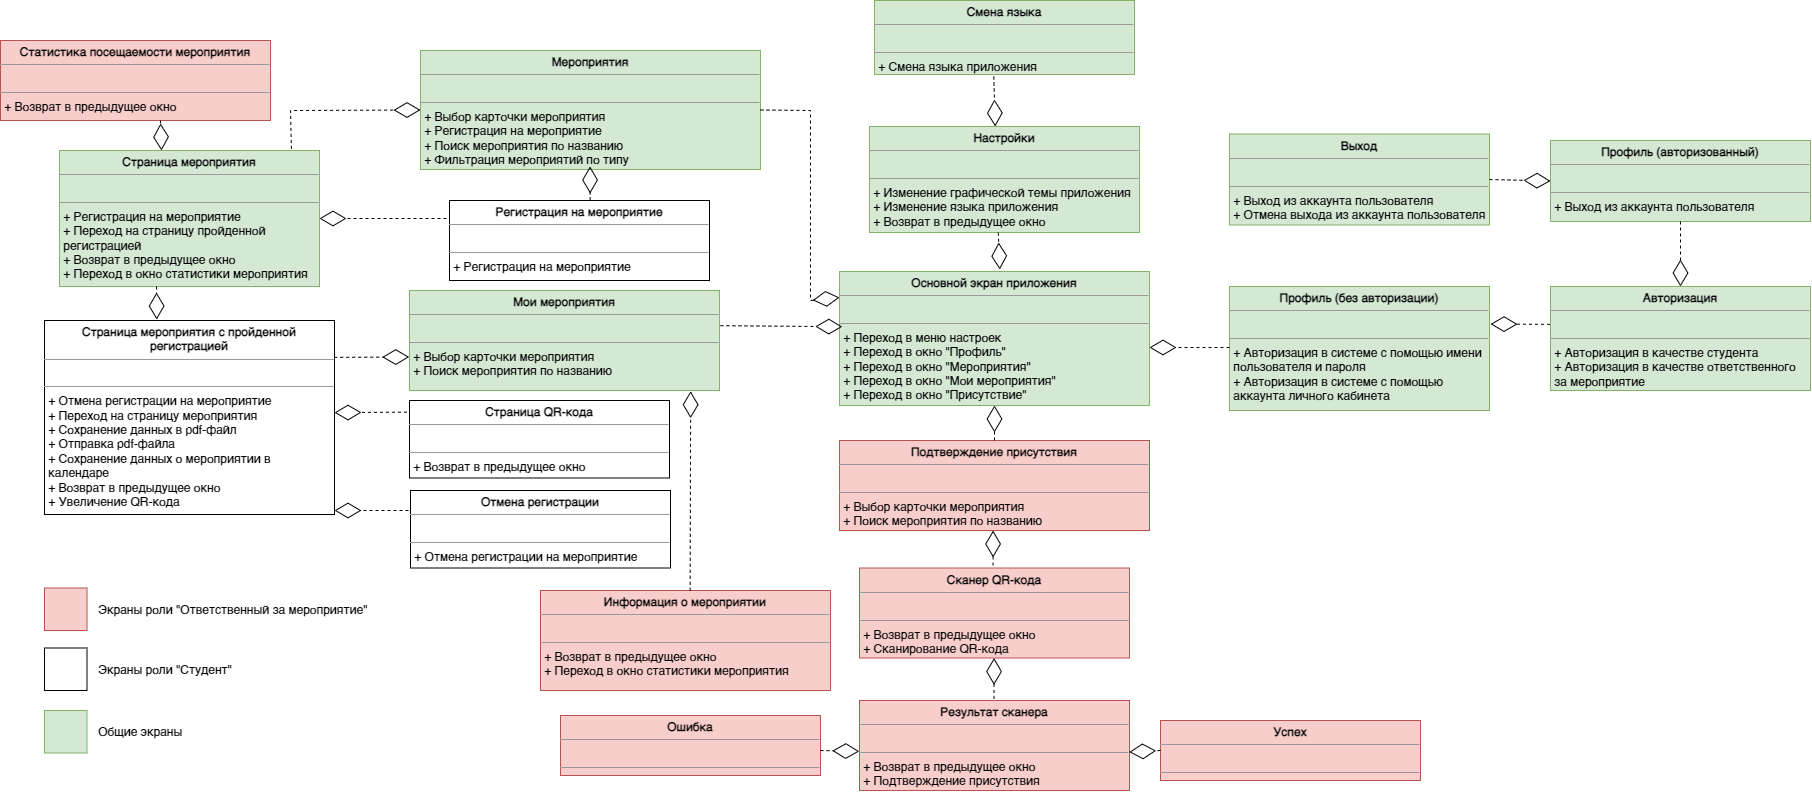 Смена языка
+ Смена языка приложения
Статистика посещаемости мероприятия
+ Возврат в предыдущее окно
Мероприятия
+ Выбор карточки мероприятия
+ Регистрация на мероприятие
+ Поиск мероприятия по названию
+ Фильтрация мероприятий по типу
Настройки
+ Изменение графической темы приложения
+ Изменение языка приложения
+ Возврат в предыдущее окно
Выход
+ Выход из аккаунта пользователя
+ Отмена выхода из аккаунта пользователя
Профиль (авторизованный)
+ Выход из аккаунта пользователя
Страница мероприятия
+ Регистрация на мероприятие
+ Переход на страницу пройденной
регистрацией
+ Возврат в предыдущее окно
+ Переход в окно статистики мероприятия
Регистрация на мероприятие
+ Регистрация на мероприятие
Основной экран приложения
+ Переход в меню настроек
+ Переход в окно "Профиль"
+ Переход в окно "Мероприятия"
+ Переход в окно "Мои мероприятия"
+ Переход в окно "Присутствие"
Профиль (без авторизации)
+ Авторизация в системе с помощью имени
пользователя и пароля
+ Авторизация в системе с помощью
аккаунта личного кабинета
Авторизация
+ Авторизация в качестве студента
+ Авторизация в качестве ответственного
за мероприятие
Мои мероприятия
+ Выбор карточки мероприятия
+ Поиск мероприятия по названию
Страница мероприятия с пройденной
регистрацией
+ Отмена регистрации на мероприятие
+ Переход на страницу мероприятия
+ Сохранение данных в pdf-файл
+ Отправка pdf-файла
+ Сохранение данных о мероприятии в
календаре
+ Возврат в предыдущее окно
+ Увеличение QR-кода
Страница QR-кода
+ Возврат в предыдущее окно
Отмена регистрации
+ Отмена регистрации на мероприятие
Подтверждение присутствия
+ Выбор карточки мероприятия
+ Поиск мероприятия по названию
Сканер QR-кода
+ Возврат в предыдущее окно
+ Сканирование QR-кода
Информация о мероприятии
+ Возврат в предыдущее окно
+ Переход в окно статистики мероприятия
Экраны роли "Ответственный за мероприятие"
Экраны роли "Студент"
Общие экраны
Ошибка
Результат сканера
+ Возврат в предыдущее окно
+ Подтверждение присутствия
Успех